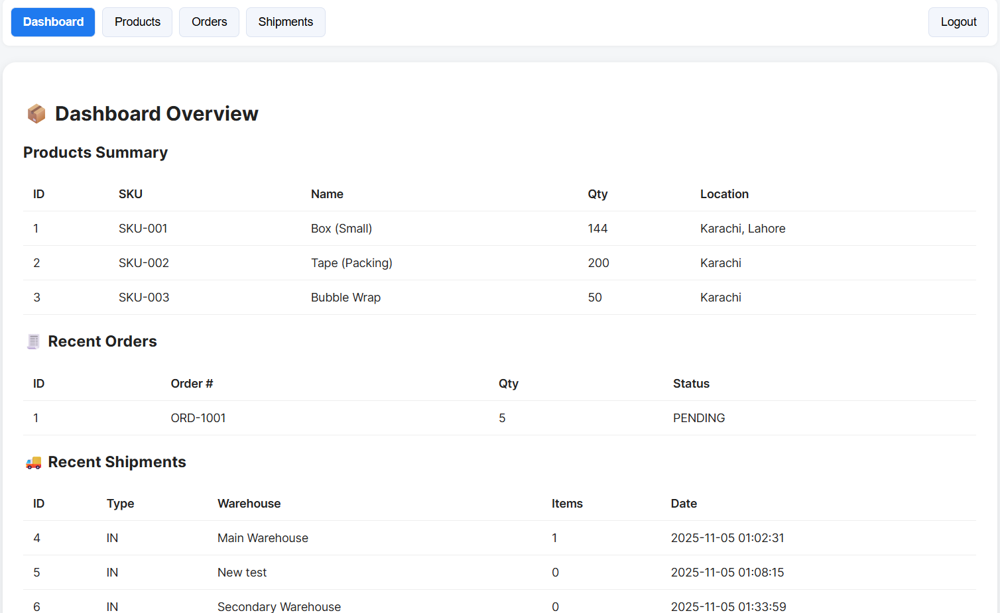 Dashboard Products Orders Shipments Logout
Dashboard Overview
Products Summary
ID SKU Name Qty Location
1 SKU-001 Box (Small) 144 Karachi, Lahore
2 SKU-002 Tape (Packing) 200 Karachi
3 SKU-003 Bubble Wrap 50 Karachi
Recent Orders
ID Order # Qty Status
1 ORD-1001 5 PENDING
Recent Shipments
ID Type Warehouse Items Date
4 IN Main Warehouse 1 2025-11-05 01:02:31
5 IN New test 0 2025-11-05 01:08:15
6 IN Secondary Warehouse 0 2025-11-05 01:33:59